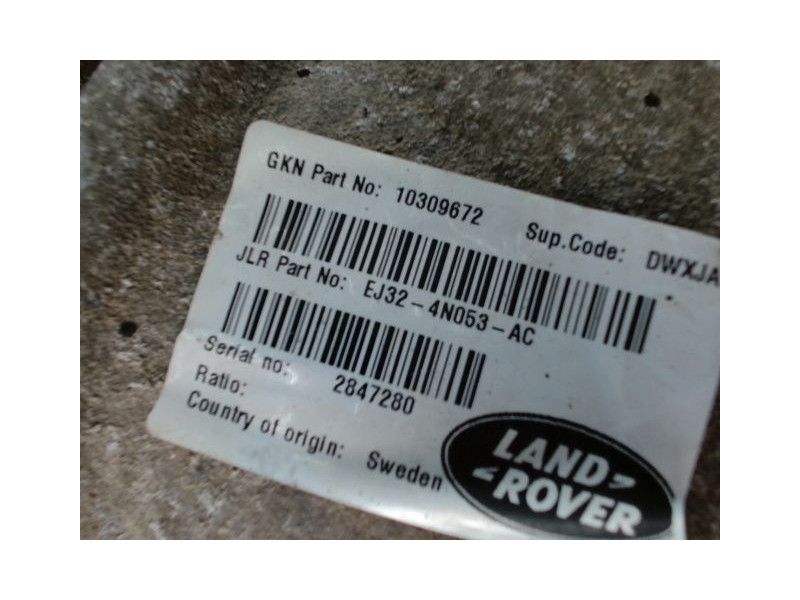 GKN Part No: 10309672 Sup.Code: DWXJA
JLR Part No: EJ32-4N053-AC
Serial no: 2847280
Ratio:
Country of origin: Sweden
LAND
ROVER